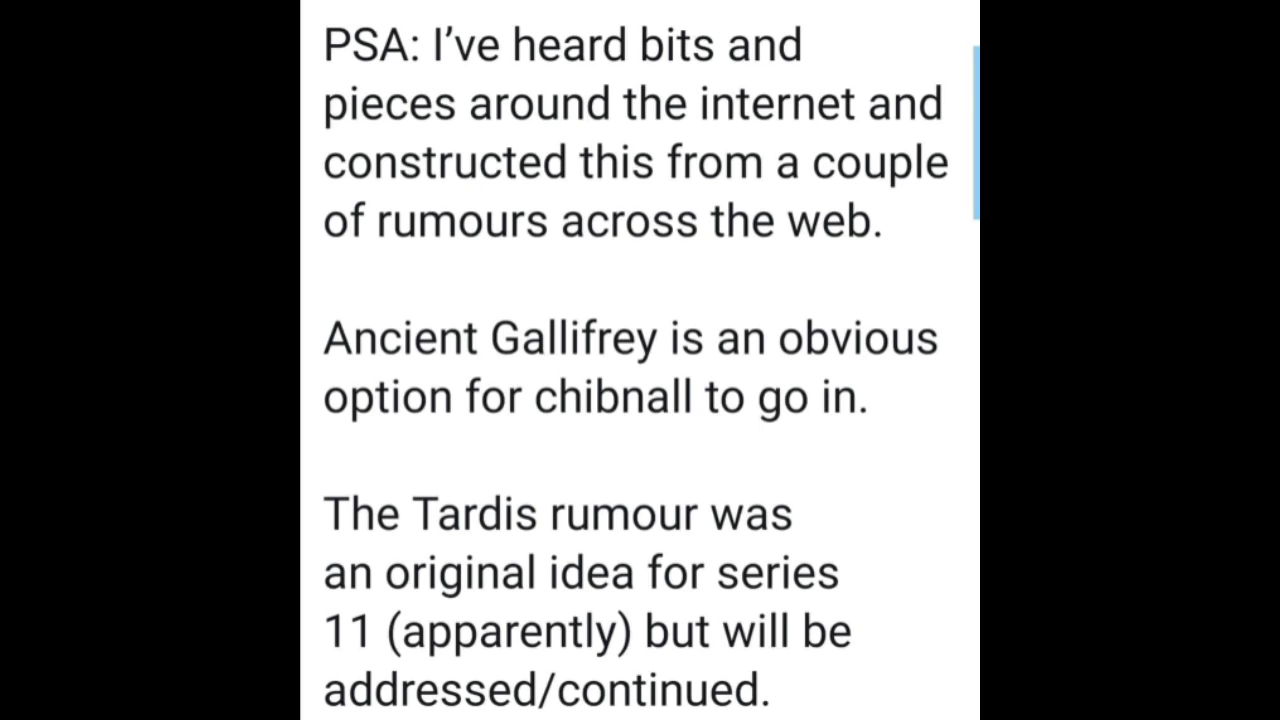 PSA: I’ve heard bits and
pieces around the internet and
constructed this from a couple
of rumours across the web.
Ancient Gallifrey is an obvious
option for chibnall to go in.
The Tardis rumour was
an original idea for series
11 (apparently) but will be
addressed/continued.